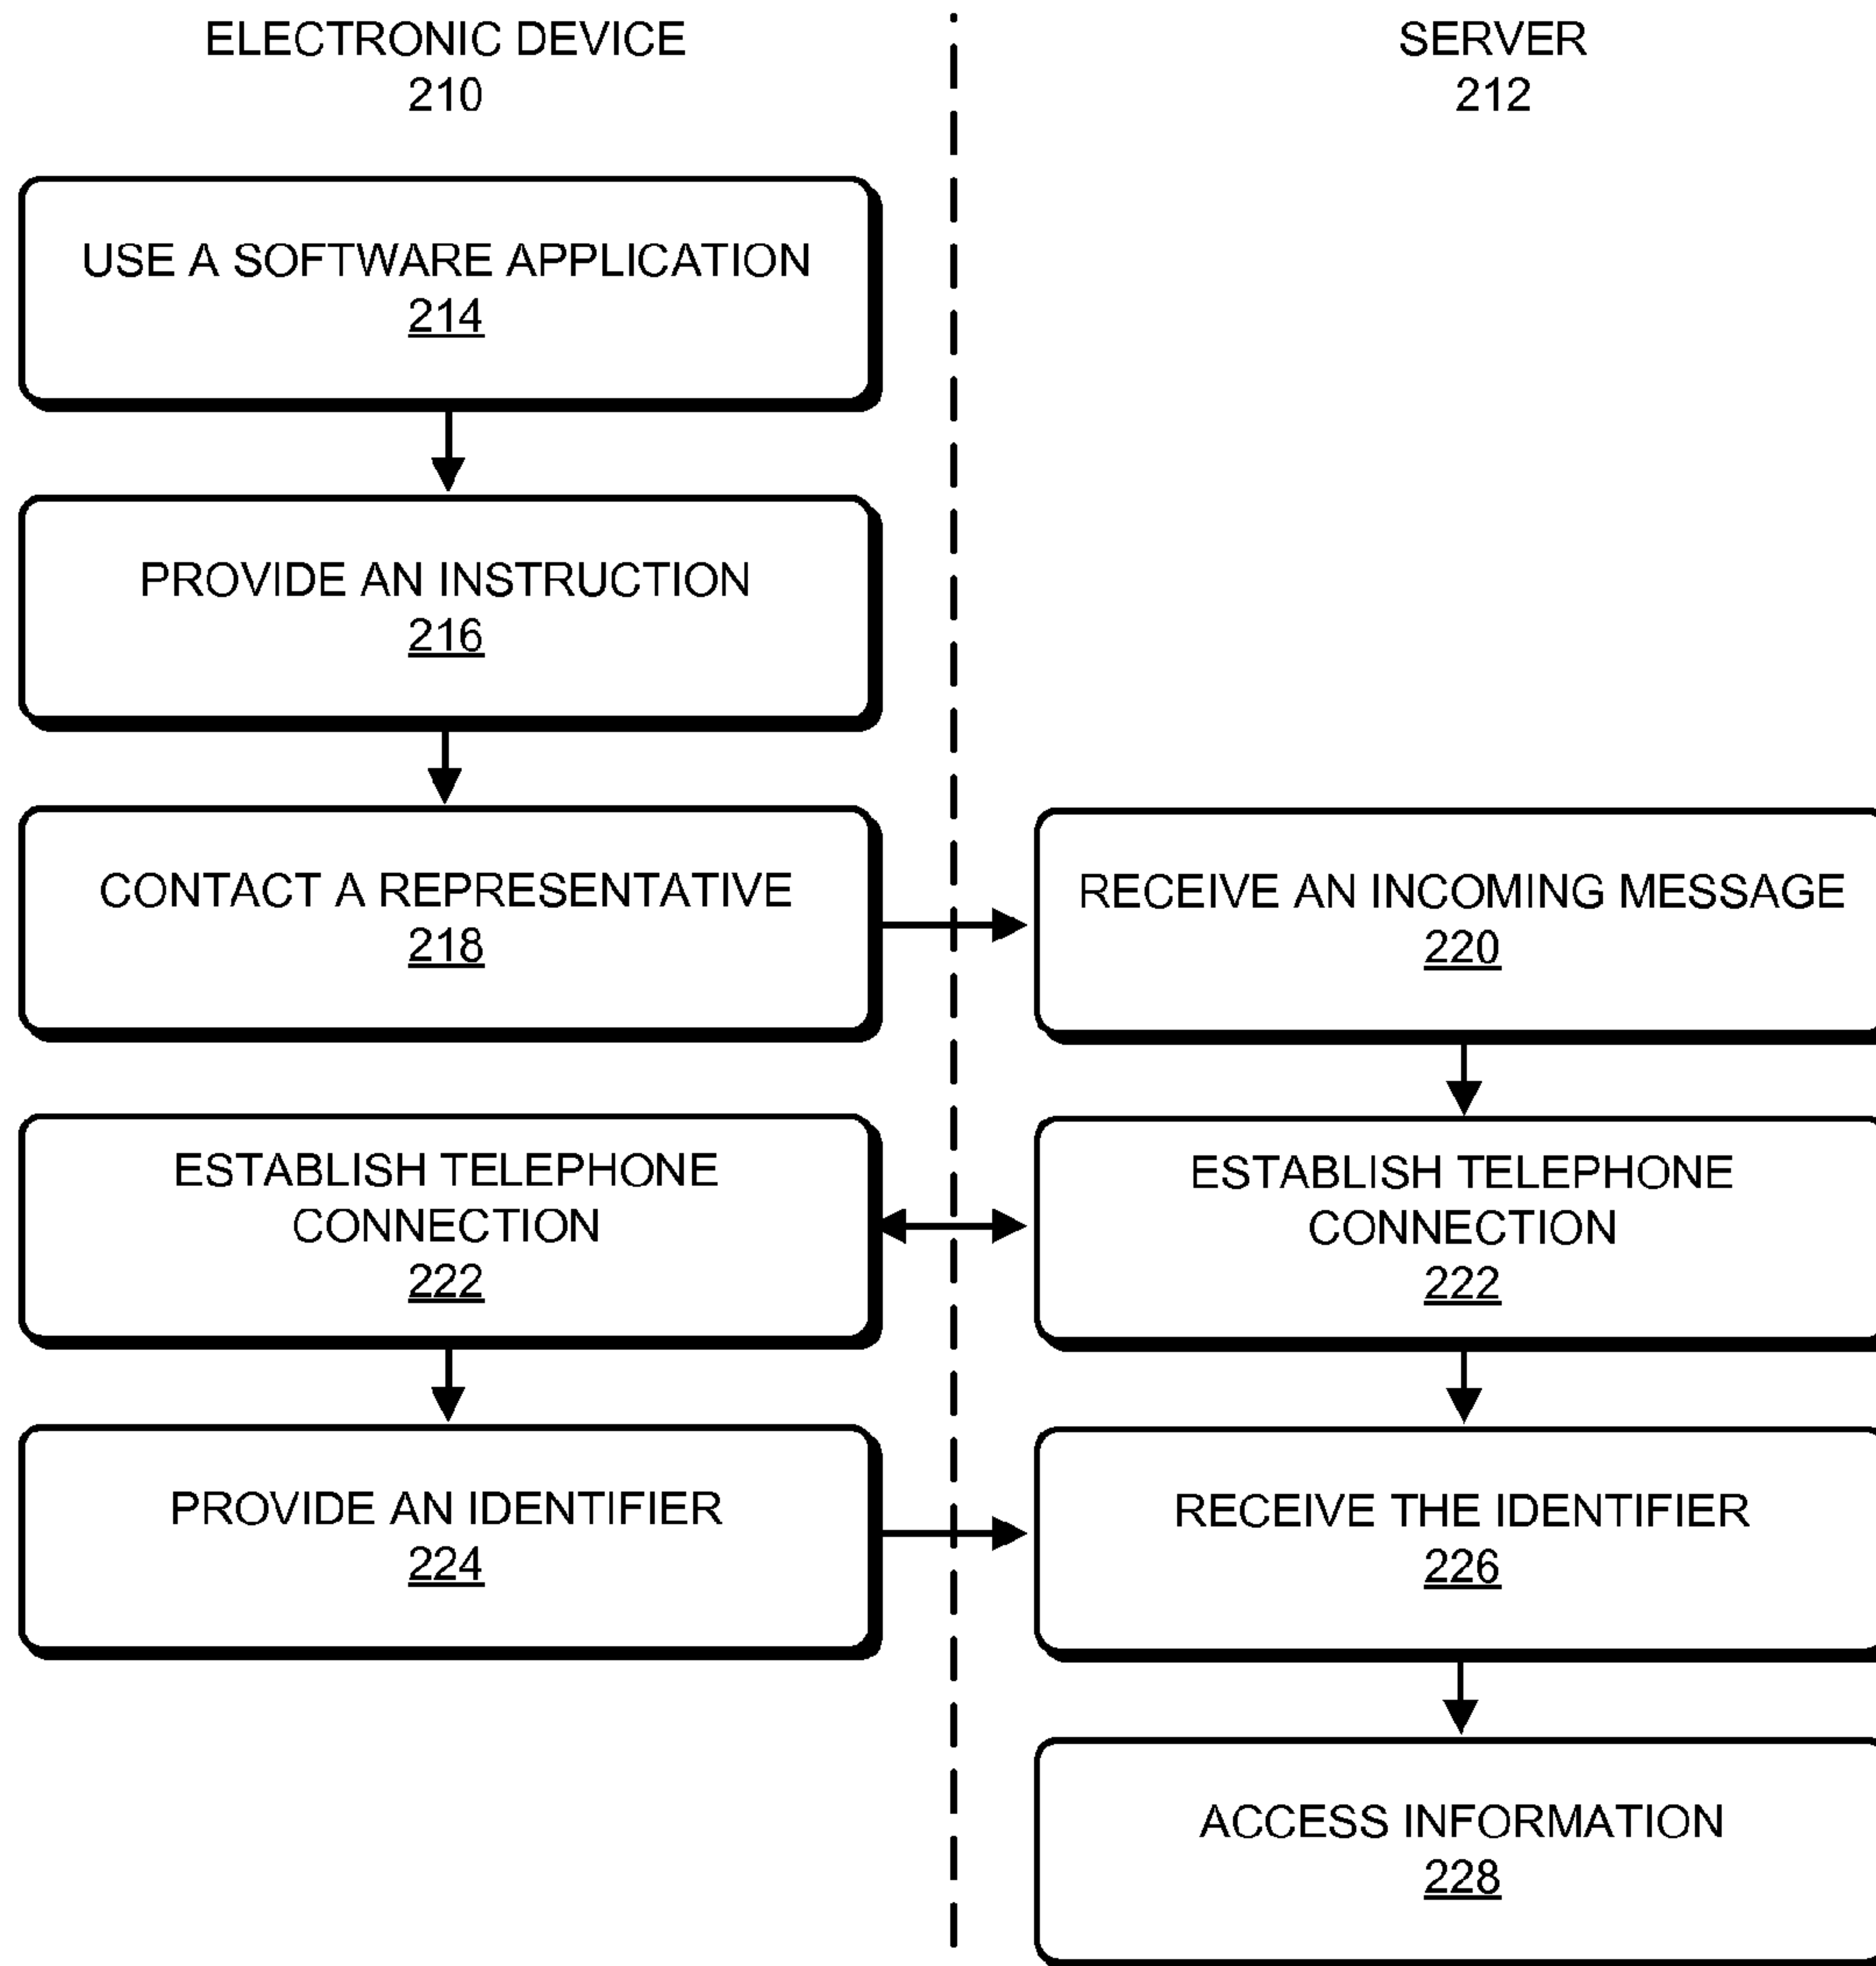 ELECTRONIC DEVICE
210
SERVER
212
USE A SOFTWARE APPLICATION
214
PROVIDE AN INSTRUCTION
216
CONTACT A REPRESENTATIVE
218
RECEIVE AN INCOMING MESSAGE
220
ESTABLISH TELEPHONE
CONNECTION
222
ESTABLISH TELEPHONE
CONNECTION
222
PROVIDE AN IDENTIFIER
224
RECEIVE THE IDENTIFIER
226
ACCESS INFORMATION
228